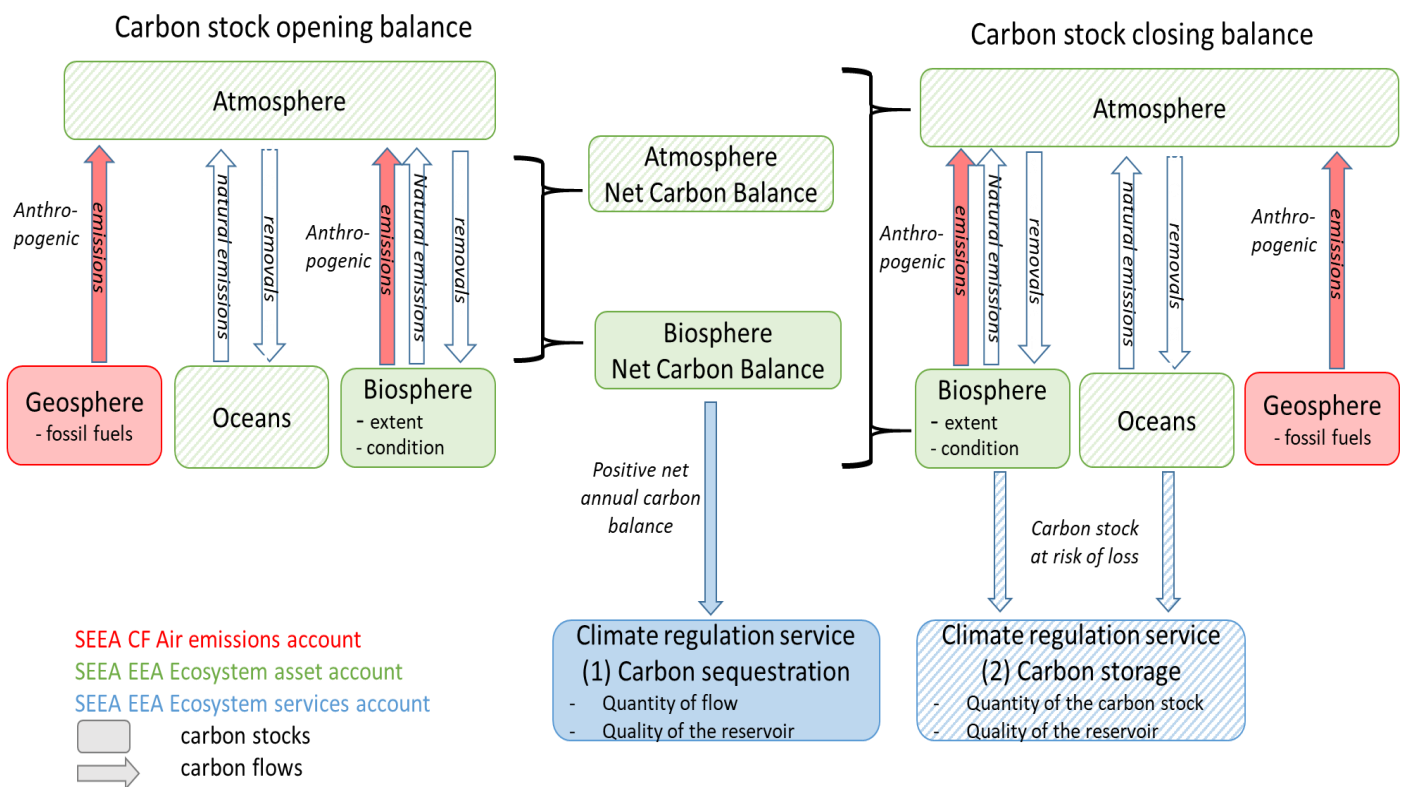 Carbon stock opening balance
Atmosphere
Anthro-
pogenic
emissions
natural emissions
removals
Anthro-
pogenic
emissions
Natural emissions
removals
Geosphere
- fossil fuels
Oceans
Biosphere
- extent
- condition
Atmosphere
Net Carbon Balance
Biosphere
Net Carbon Balance
Positive net
annual carbon
balance
Carbon stock closing balance
Atmosphere
Anthro-
pogenic
emissions
Natural emissions
removals
natural emissions
removals
Anthro-
pogenic
emissions
Biosphere
- extent
- condition
Oceans
Geosphere
- fossil fuels
Carbon stock
at risk of loss
Climate regulation service
(1) Carbon sequestration
- Quantity of flow
- Quality of the reservoir
Climate regulation service
(2) Carbon storage
- Quantity of the carbon stock
- Quality of the reservoir
SEEA CF Air emissions account
SEEA EEA Ecosystem asset account
SEEA EEA Ecosystem services account
carbon stocks
carbon flows